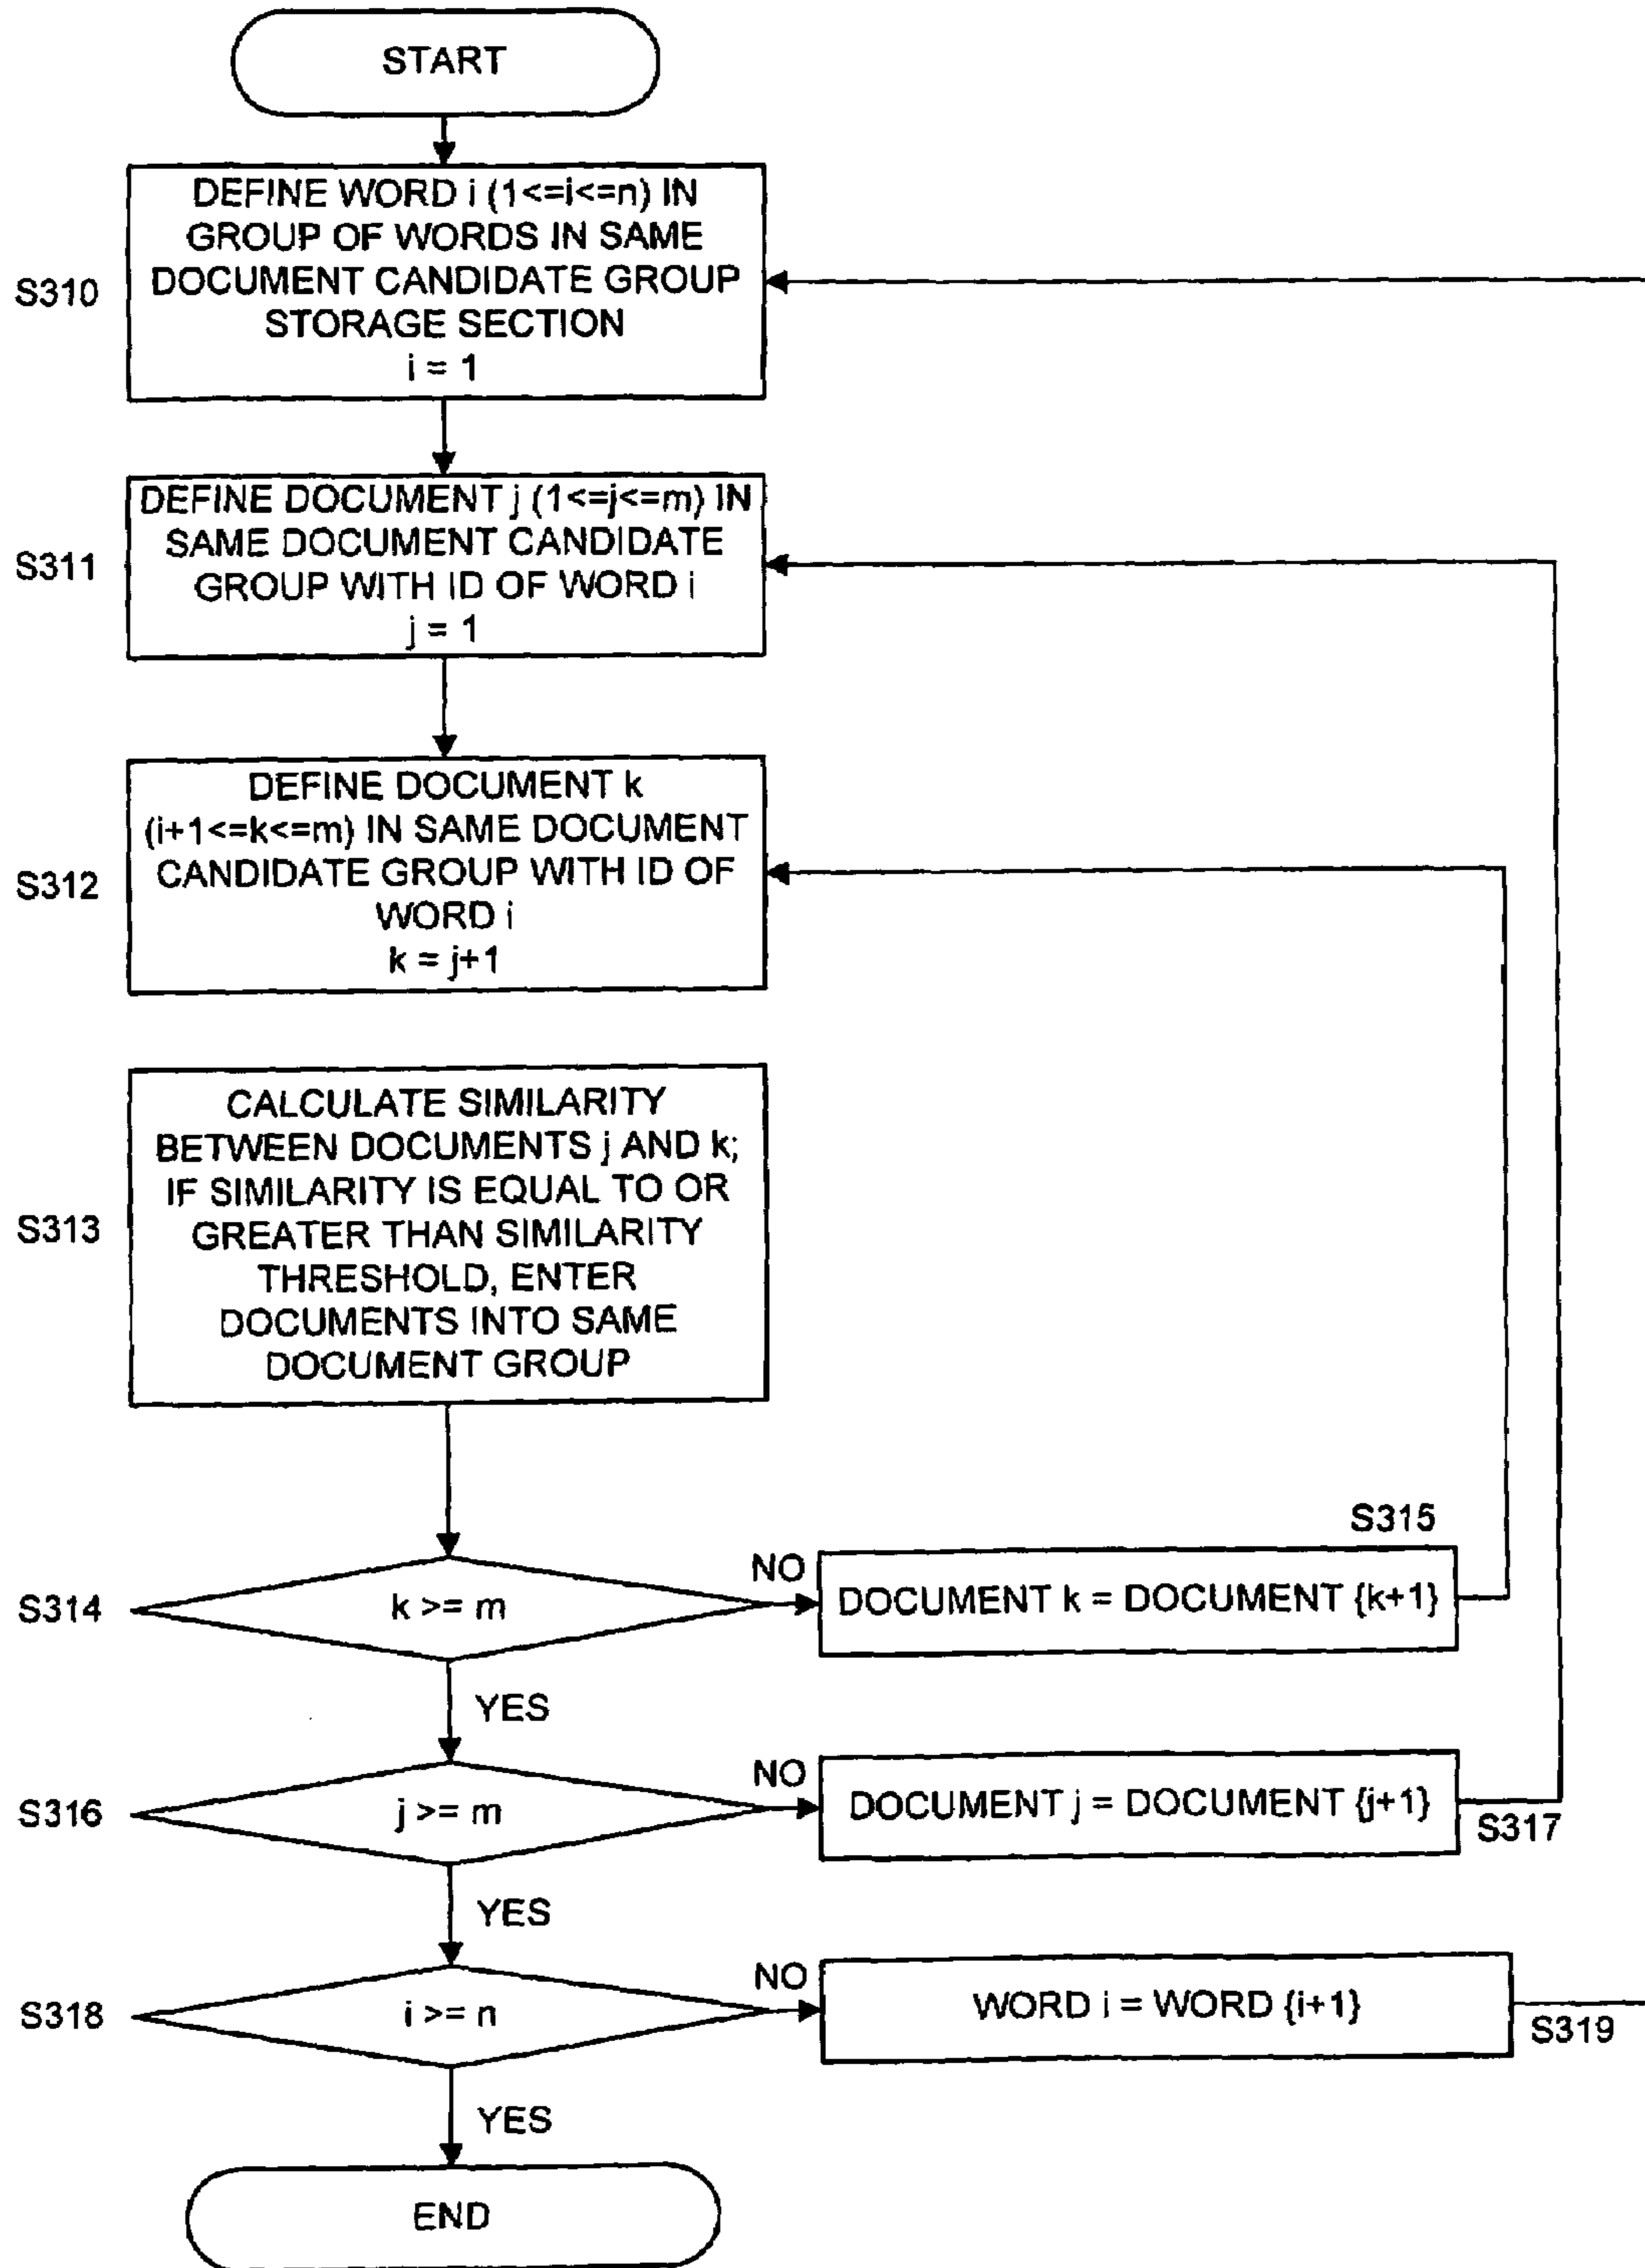 START
S310
DEFINE WORD i (1<=i<=n) IN
GROUP OF WORDS IN SAME
DOCUMENT CANDIDATE GROUP
STORAGE SECTION
i = 1
S311
DEFINE DOCUMENT j (1<=j<=m) IN
SAME DOCUMENT CANDIDATE
GROUP WITH ID OF WORD i
j = 1
S312
DEFINE DOCUMENT k
(i+1<=k<=m) IN SAME DOCUMENT
CANDIDATE GROUP WITH ID OF
WORD i
k = j+1
S313
CALCULATE SIMILARITY
BETWEEN DOCUMENTS j AND k;
IF SIMILARITY IS EQUAL TO OR
GREATER THAN SIMILARITY
THRESHOLD, ENTER
DOCUMENTS INTO SAME
DOCUMENT GROUP
S314
k >= m
NO
S315
DOCUMENT k = DOCUMENT {k+1}
YES
S316
j >= m
NO
DOCUMENT j = DOCUMENT {j+1}
S317
YES
S318
i >= n
NO
WORD i = WORD {i+1}
S319
YES
END